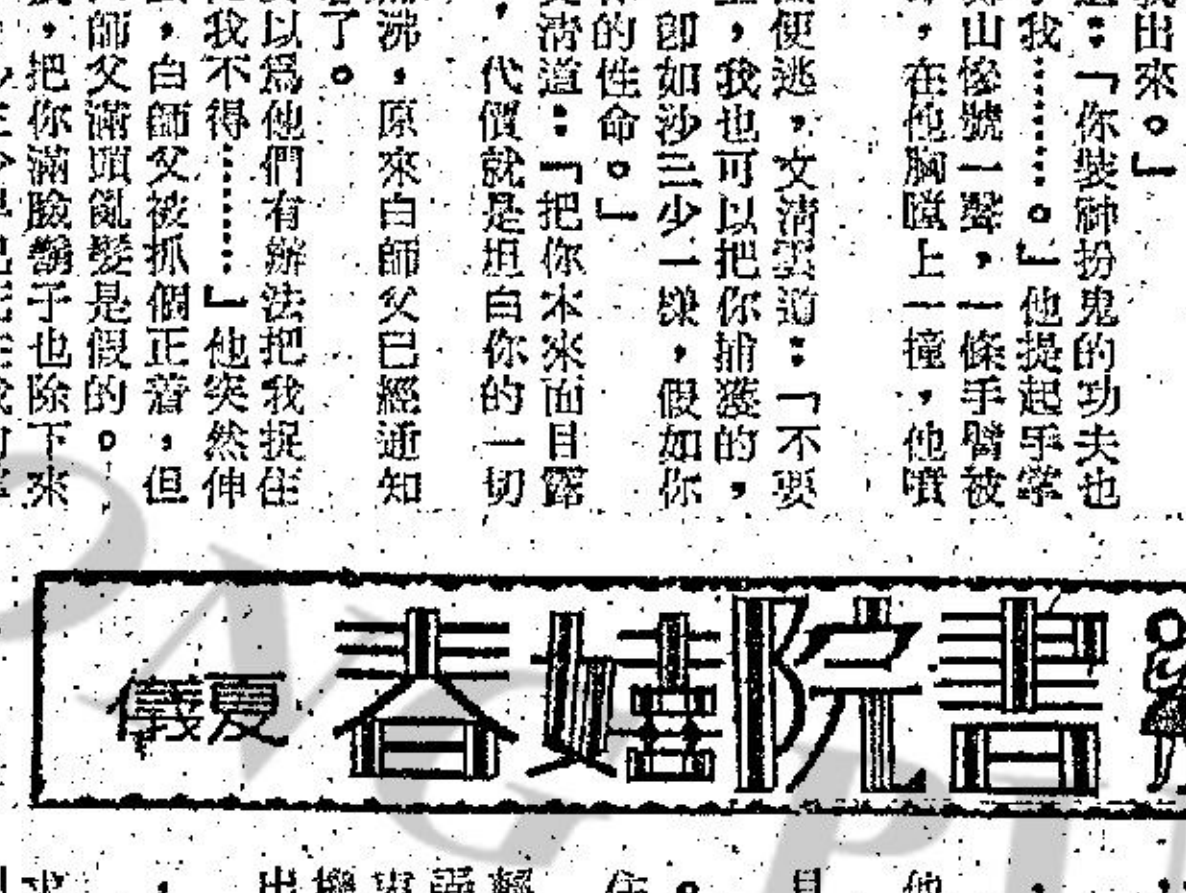 我出來。」
：「你裝神扮鬼的功夫也
我………。」他提起手掌
山慘號一聲，一條手臂被
，在他胸膛上一撞，他噴
便逃，文清雲道：「不要
，我也可以把你捕獲的，
卽如沙三少一樣，假如你
的性命。」
清道：「把你本來面目露
，代價就是坦白你的一切
沸，原來白師父已經通知
了。
以爲他們有辦法把我捉住
我不得………」他突然伸
，白師父被抓個正着，但
師父滿頭亂髮是假的。
，把你滿臉鬍子也除下來
書院嬉春
夏儀